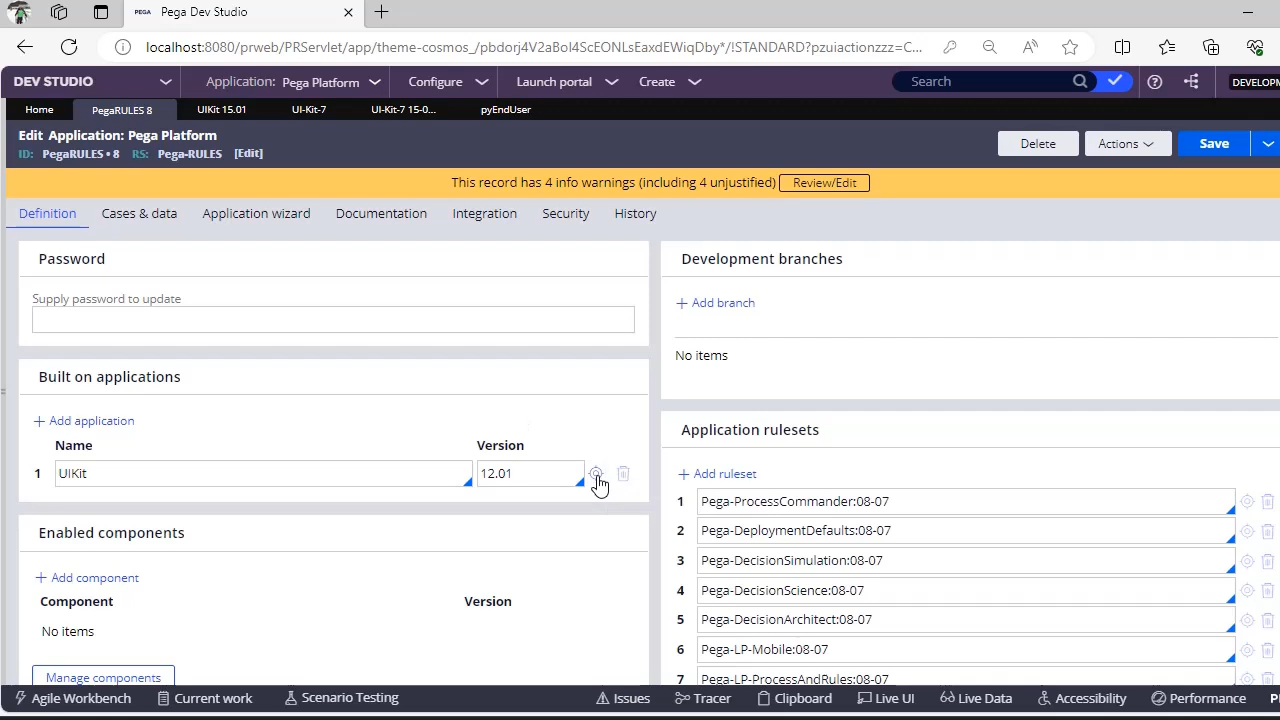 PEGA Pega Dev Studio
localhost:8080/prweb/PRServlet/app/theme-cosmos_/pbdorj4V2aBoI4ScEONLsEaxdEWiqDby*/!STANDARD?pzuiactionzzz=C...
DEV STUDIO Application: Pega Platform Configure Launch portal Create Search DEVELOPM
Home PegaRULES 8 UIKit 15.01 UI-Kit-7 UI-Kit-7 15-0... pyEndUser
Edit Application: Pega Platform
ID: PegaRULES • 8 RS: Pega-RULES [Edit]
Delete Actions Save
This record has 4 info warnings (including 4 unjustified) Review/Edit
Definition Cases & data Application wizard Documentation Integration Security History
Password
Supply password to update
Built on applications
Add application
Name Version
1 UIKit 12.01
Enabled components
Add component
Component Version
No items
Manage components
Development branches
Add branch
No items
Application rulesets
Add ruleset
1 Pega-ProcessCommander:08-07
2 Pega-DeploymentDefaults:08-07
3 Pega-DecisionSimulation:08-07
4 Pega-DecisionScience:08-07
5 Pega-DecisionArchitect:08-07
6 Pega-LP-Mobile:08-07
7 Pega-LP-ProcessAndRules:08-07
Agile Workbench Current work Scenario Testing Issues Tracer Clipboard Live UI Live Data Accessibility Performance